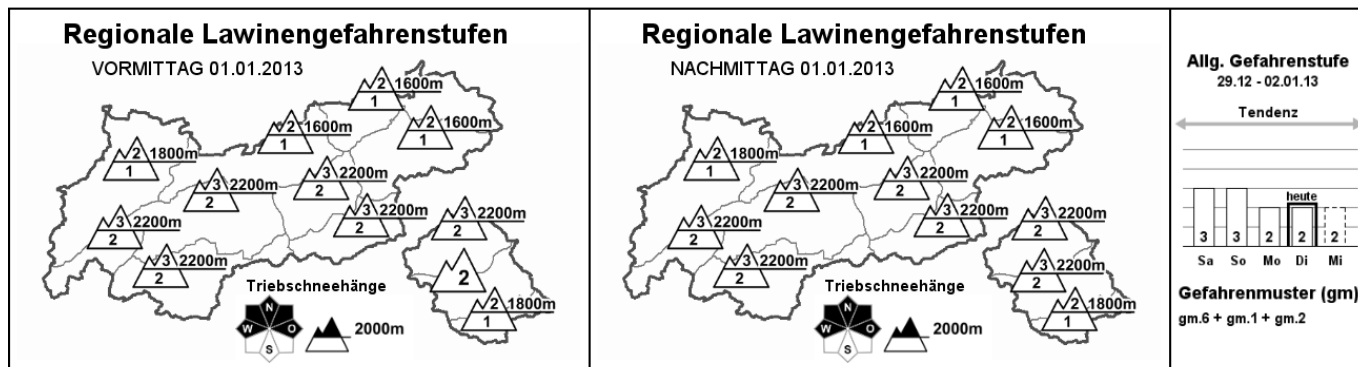 Regionale Lawinengefahrenstufen
VORMITTAG 01.01.2013
2 1600m
1
2 1600m
1
2 1600m
1
2 1800m
1
3 2200m
2
3 2200m
2
3 2200m
2
3 2200m
2
3 2200m
2
3 2200m
2
2
2 1800m
1
Triebschneehänge
N
W O
S
2000m
Regionale Lawinengefahrenstufen
NACHMITTAG 01.01.2013
2 1600m
1
2 1600m
1
2 1600m
1
2 1800m
1
3 2200m
2
3 2200m
2
3 2200m
2
3 2200m
2
3 2200m
2
3 2200m
2
3 2200m
2
2 1800m
1
Triebschneehänge
N
W O
S
2000m
Allg. Gefahrenstufe
29.12 - 02.01.13
Tendenz
heute
3 3 2 2 2
Sa So Mo Di Mi
Gefahrenmuster (gm)
gm.6 + gm.1 + gm.2